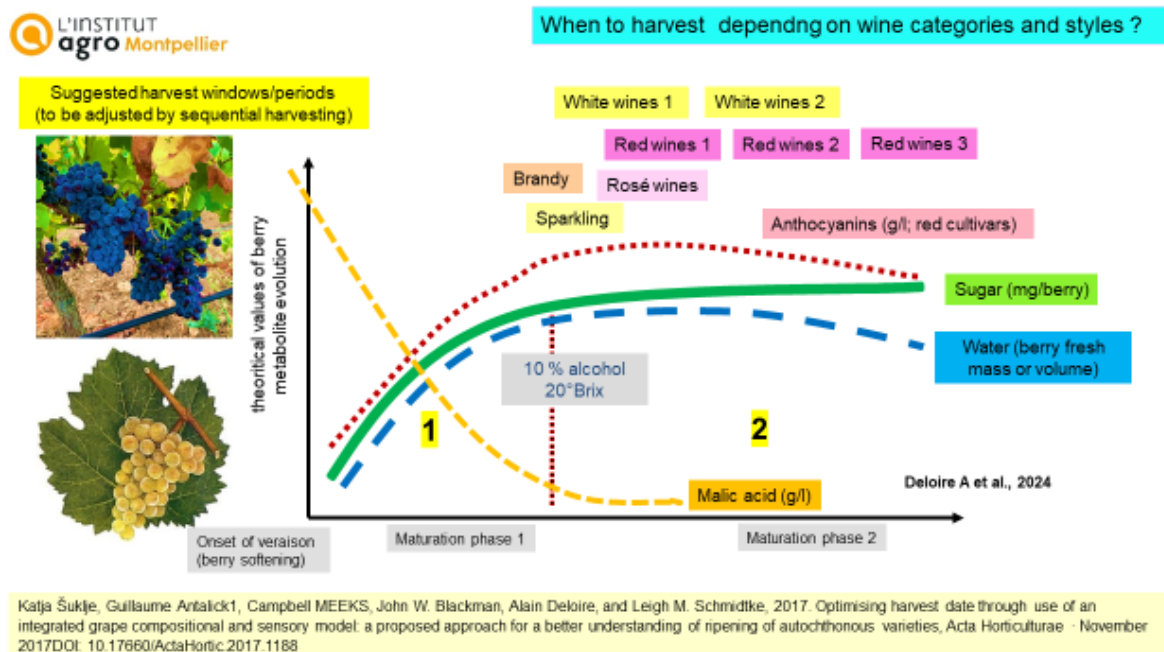 L'INSTITUT
agro Montpellier
When to harvest dependng on wine categories and styles ?
Suggested harvest windows/periods
(to be adjusted by sequential harvesting)
White wines 1
White wines 2
Red wines 1
Red wines 2
Red wines 3
Brandy
Rosé wines
Sparkling
Anthocyanins (g/l; red cultivars)
theoritical values of berry
metabolite evolution
Sugar (mg/berry)
Water (berry fresh
mass or volume)
10 % alcohol
20°Brix
1
2
Malic acid (g/l)
Deloire A et al., 2024
Onset of veraison
(berry softening)
Maturation phase 1
Maturation phase 2
Katja Šuklje, Guillaume Antalick1, Campbell MEEKS, John W. Blackman, Alain Deloire, and Leigh M. Schmidtke, 2017. Optimising harvest date through use of an
integrated grape compositional and sensory model: a proposed approach for a better understanding of ripening of autochthonous varieties, Acta Horticulturae · November
2017DOI: 10.17660/ActaHortic.2017.1188